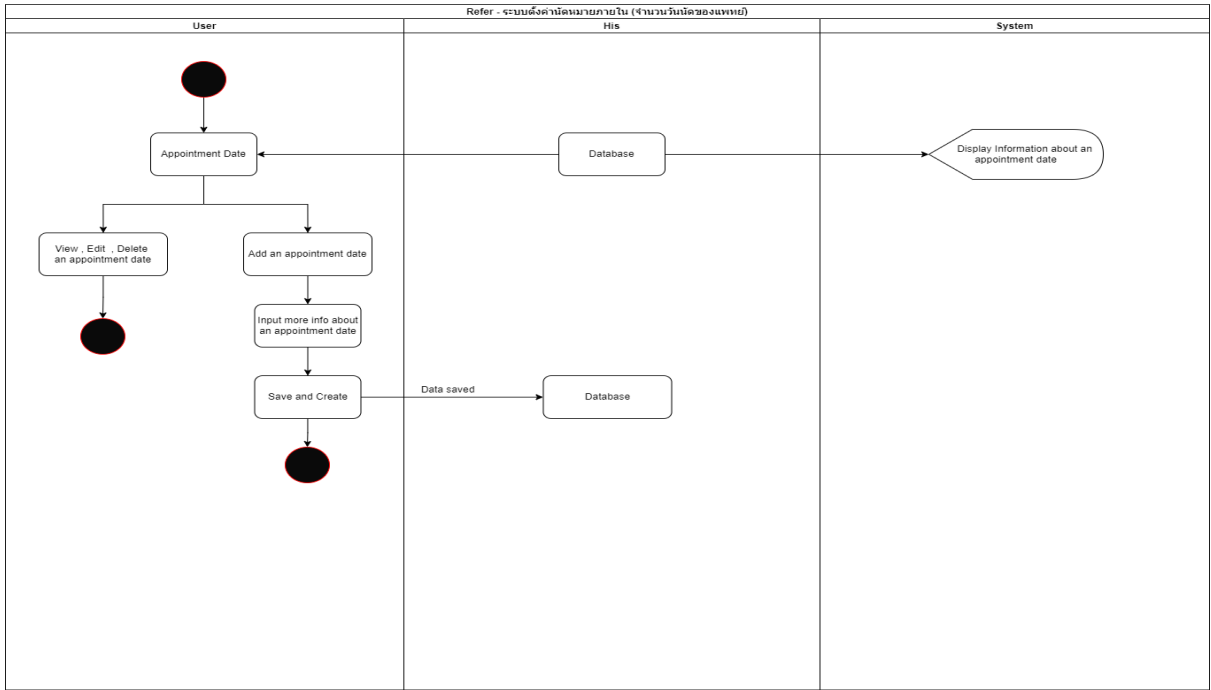 Refer - ระบบตั้งค่านัดหมายภายใน (จำนวนวันนัดของแพทย์)
User
His
System
Appointment Date
Database
Display Information about an
appointment date
View , Edit , Delete
an appointment date
Add an appointment date
Input more info about
an appointment date
Save and Create
Data saved
Database